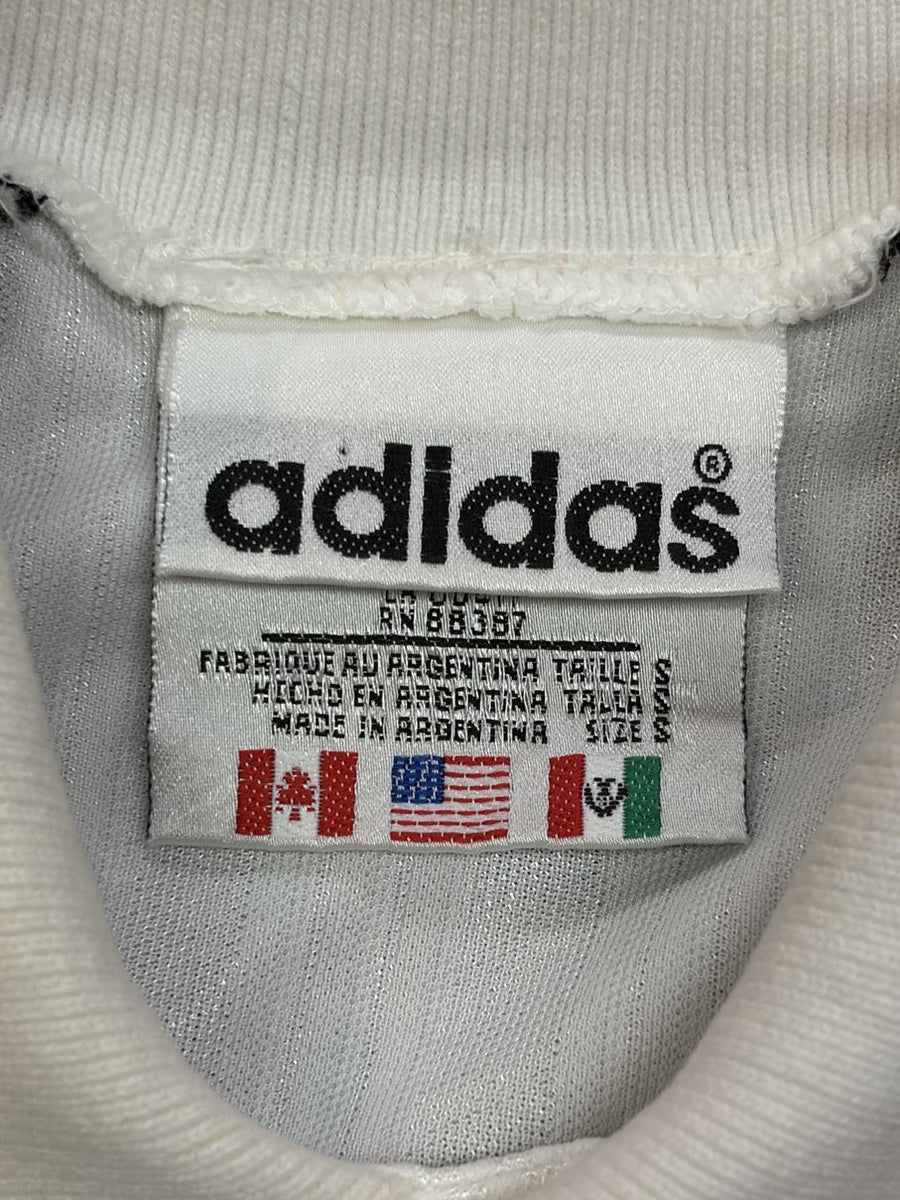 adidas®
RN 88387
FABRIQUE AU ARGENTINA TAILLE S
HECHO EN ARGENTINA TALLA S
MADE IN ARGENTINA SIZE S